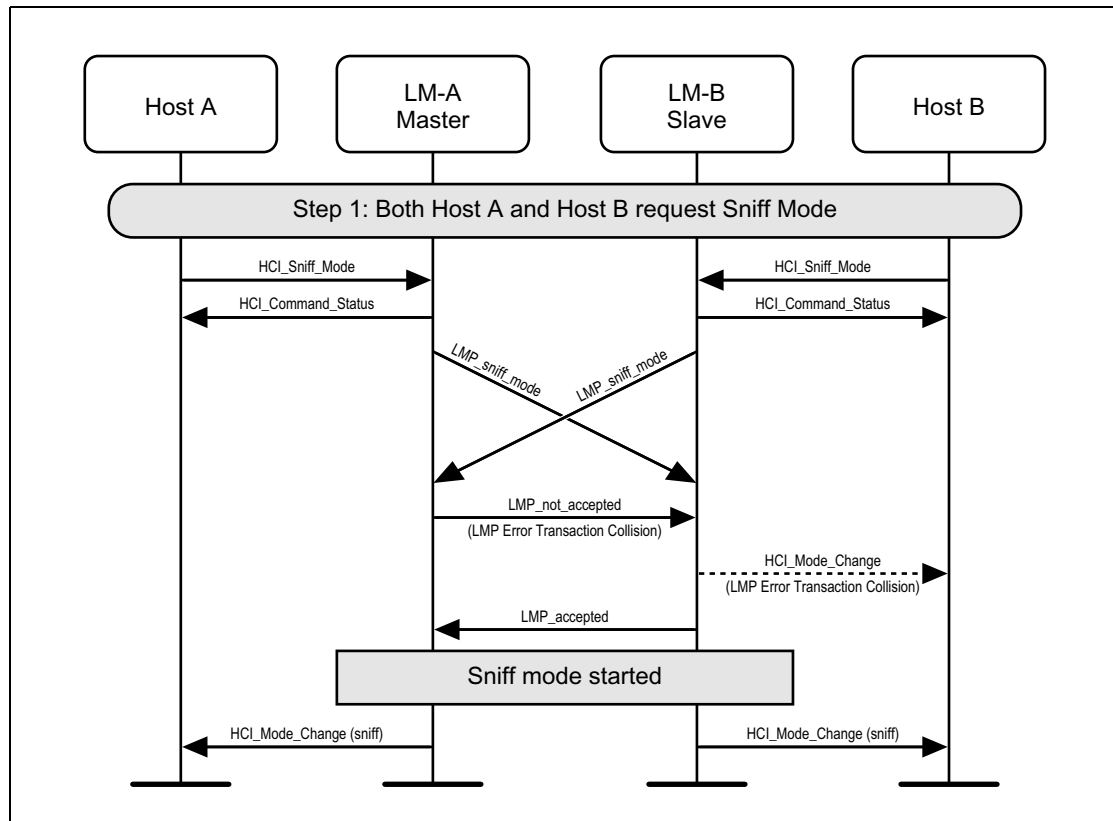 Host A
LM-A
Master
LM-B
Slave
Host B
Step 1: Both Host A and Host B request Sniff Mode
HCI_Sniff_Mode
HCI_Sniff_Mode
HCI_Command_Status
HCI_Command_Status
LMP_sniff_mode
LMP_sniff_mode
LMP_not_accepted
(LMP Error Transaction Collision)
HCI_Mode_Change
(LMP Error Transaction Collision)
LMP_accepted
Sniff mode started
HCI_Mode_Change (sniff)
HCI_Mode_Change (sniff)